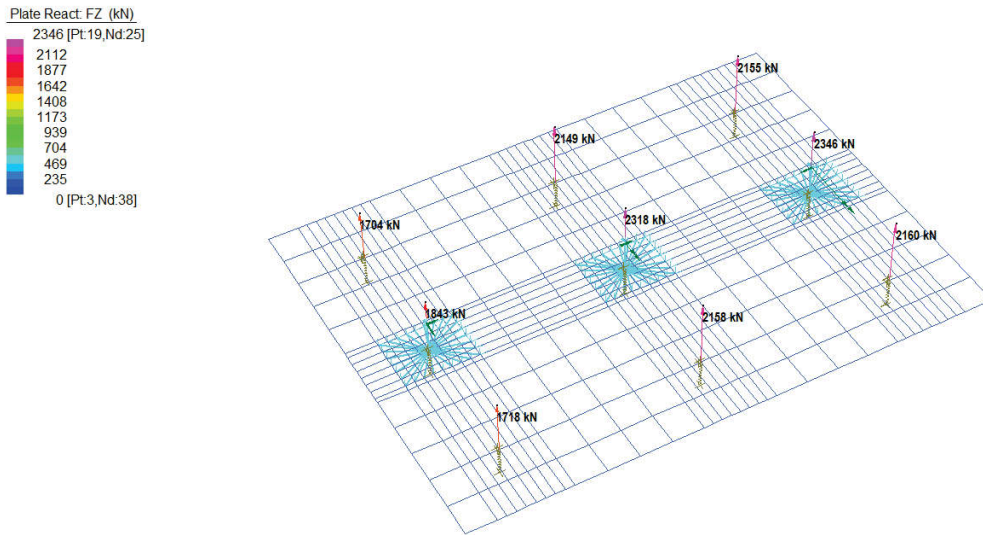 Plate React: FZ (kN)
2346 [Pt:19,Nd:25]
2112
1877
1642
1408
1173
939
704
469
235
0 [Pt:3,Nd:38]
2155 kN
2149 kN
2346 kN
1704 kN
2318 kN
2160 kN
1843 kN
2158 kN
1718 kN